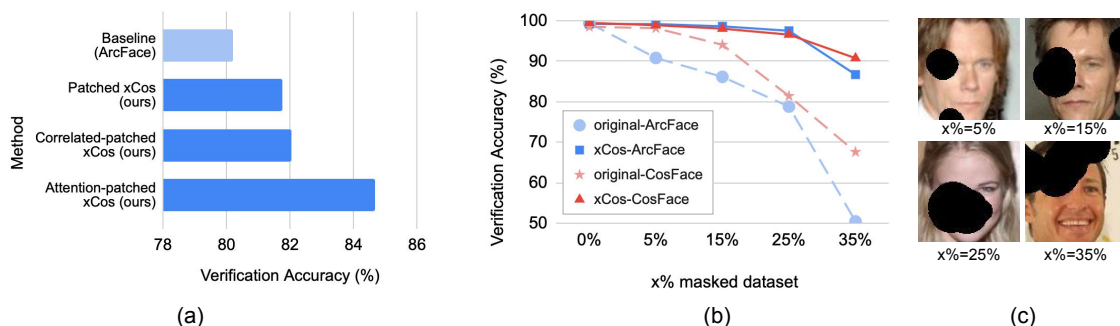 Method
Baseline
(ArcFace)
Patched xCos
(ours)
Correlated-patched
xCos (ours)
Attention-patched
xCos (ours)
78 80 82 84 86
Verification Accuracy (%)
(a)
Verification Accuracy (%)
100%
90%
80%
70%
60%
50%
original-ArcFace
xCos-ArcFace
original-CosFace
xCos-CosFace
0% 5% 15% 25% 35%
x% masked dataset
(b)
x%=5% x%=15%
x%=25% x%=35%
(c)